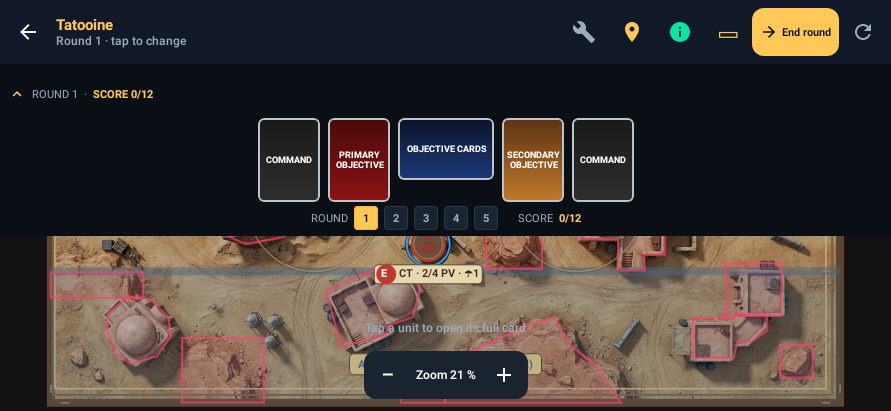 Tatooine
Round 1 · tap to change
End round
ROUND 1 · SCORE 0/12
COMMAND
PRIMARY
OBJECTIVE
OBJECTIVE CARDS
SECONDARY
OBJECTIVE
COMMAND
ROUND 1 2 3 4 5 SCORE 0/12
E CT · 2/4 PV · ☂1
Tap a unit to open its full card
Zoom 21 %